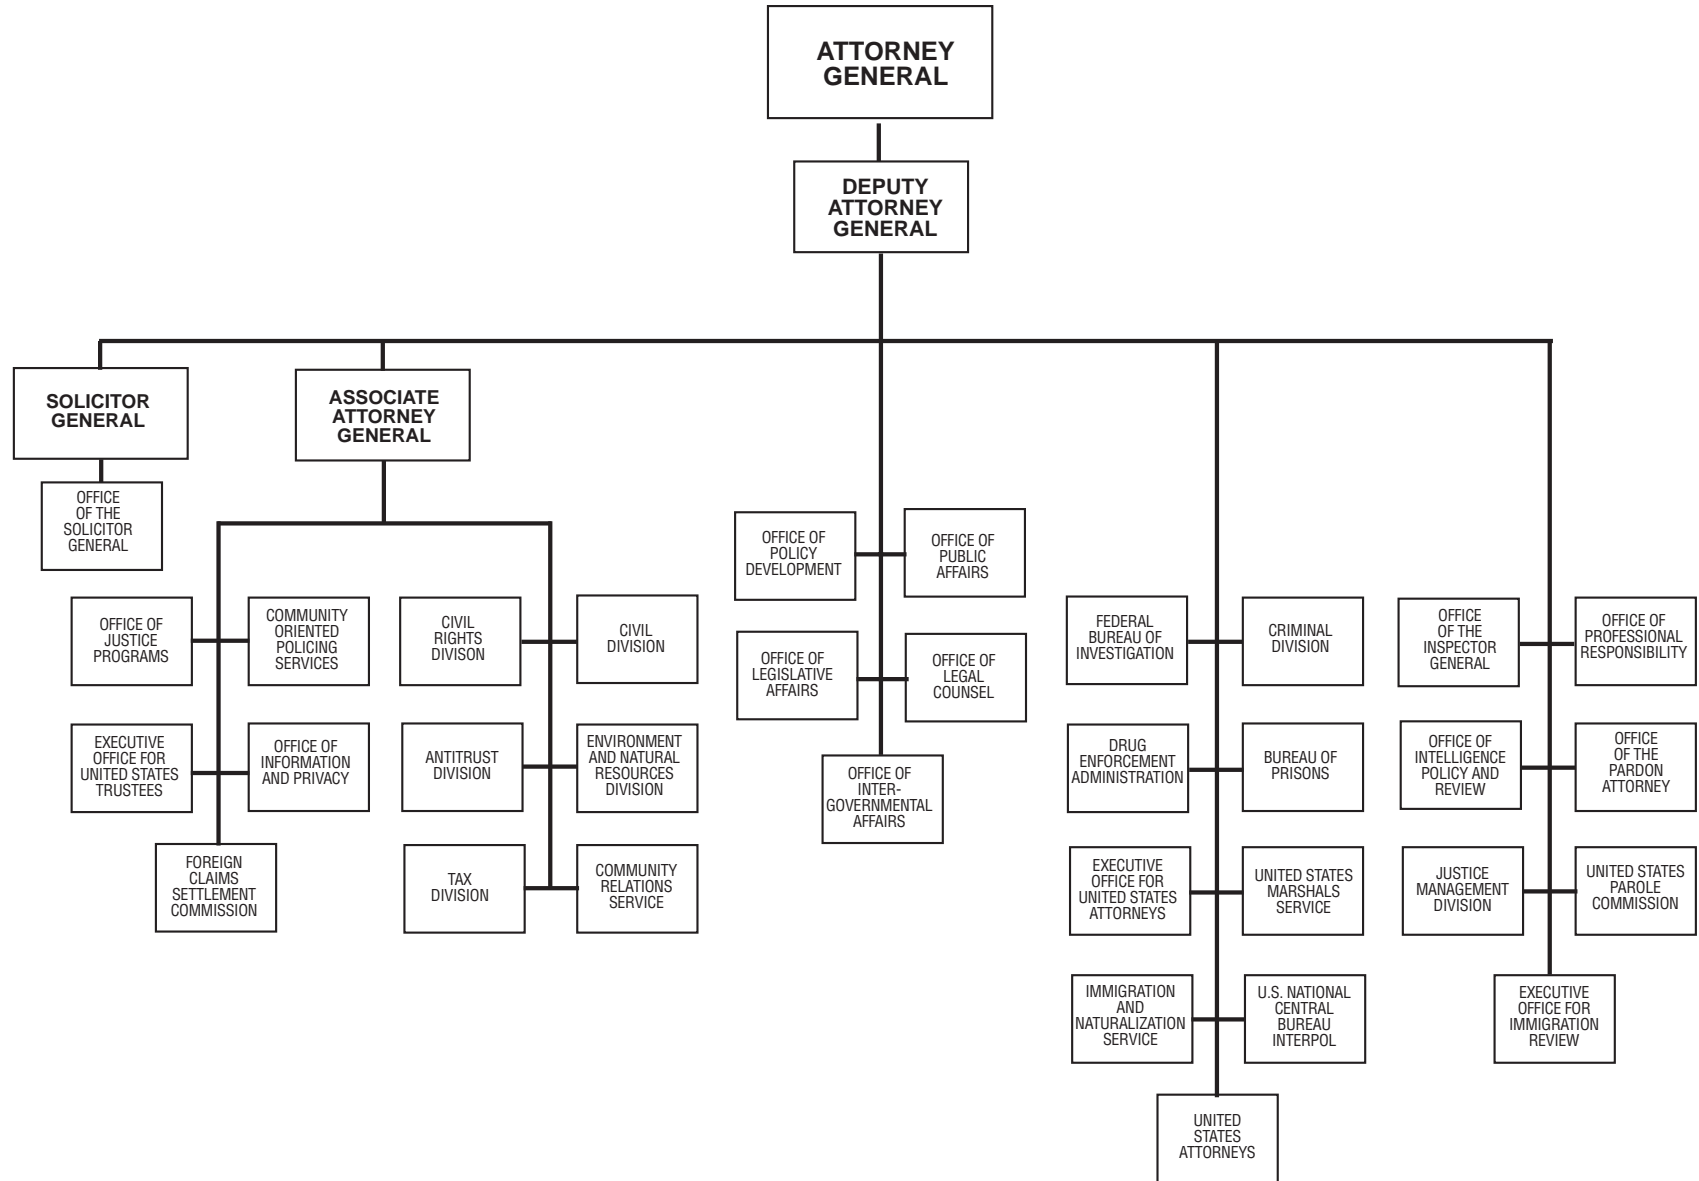 ATTORNEY
GENERAL
DEPUTY
ATTORNEY
GENERAL
SOLICITOR
GENERAL
ASSOCIATE
ATTORNEY
GENERAL
OFFICE
OF THE
SOLICITOR
GENERAL
OFFICE OF
JUSTICE
PROGRAMS
COMMUNITY
ORIENTED
POLICING
SERVICES
EXECUTIVE
OFFICE FOR
UNITED STATES
TRUSTEES
OFFICE OF
INFORMATION
AND PRIVACY
FOREIGN
CLAIMS
SETTLEMENT
COMMISSION
CIVIL
RIGHTS
DIVISON
CIVIL
DIVISION
ANTITRUST
DIVISION
ENVIRONMENT
AND NATURAL
RESOURCES
DIVISION
TAX
DIVISION
COMMUNITY
RELATIONS
SERVICE
OFFICE OF
POLICY
DEVELOPMENT
OFFICE OF
PUBLIC
AFFAIRS
OFFICE OF
LEGISLATIVE
AFFAIRS
OFFICE OF
LEGAL
COUNSEL
OFFICE OF
INTER-
GOVERNMENTAL
AFFAIRS
FEDERAL
BUREAU OF
INVESTIGATION
CRIMINAL
DIVISION
DRUG
ENFORCEMENT
ADMINISTRATION
BUREAU
OF PRISONS
EXECUTIVE
OFFICE FOR
UNITED STATES
ATTORNEYS
UNITED STATES
MARSHALS
SERVICE
IMMIGRATION
AND
NATURALIZATION
SERVICE
U.S. NATIONAL
CENTRAL
BUREAU
INTERPOL
UNITED
STATES
ATTORNEYS
OFFICE
OF THE
INSPECTOR
GENERAL
OFFICE OF
PROFESSIONAL
RESPONSIBILITY
OFFICE OF
INTELLIGENCE
POLICY AND
REVIEW
OFFICE
OF THE
PARDON
ATTORNEY
JUSTICE
MANAGEMENT
DIVISION
UNITED STATES
PAROLE
COMMISSION
EXECUTIVE
OFFICE FOR
IMMIGRATION
REVIEW